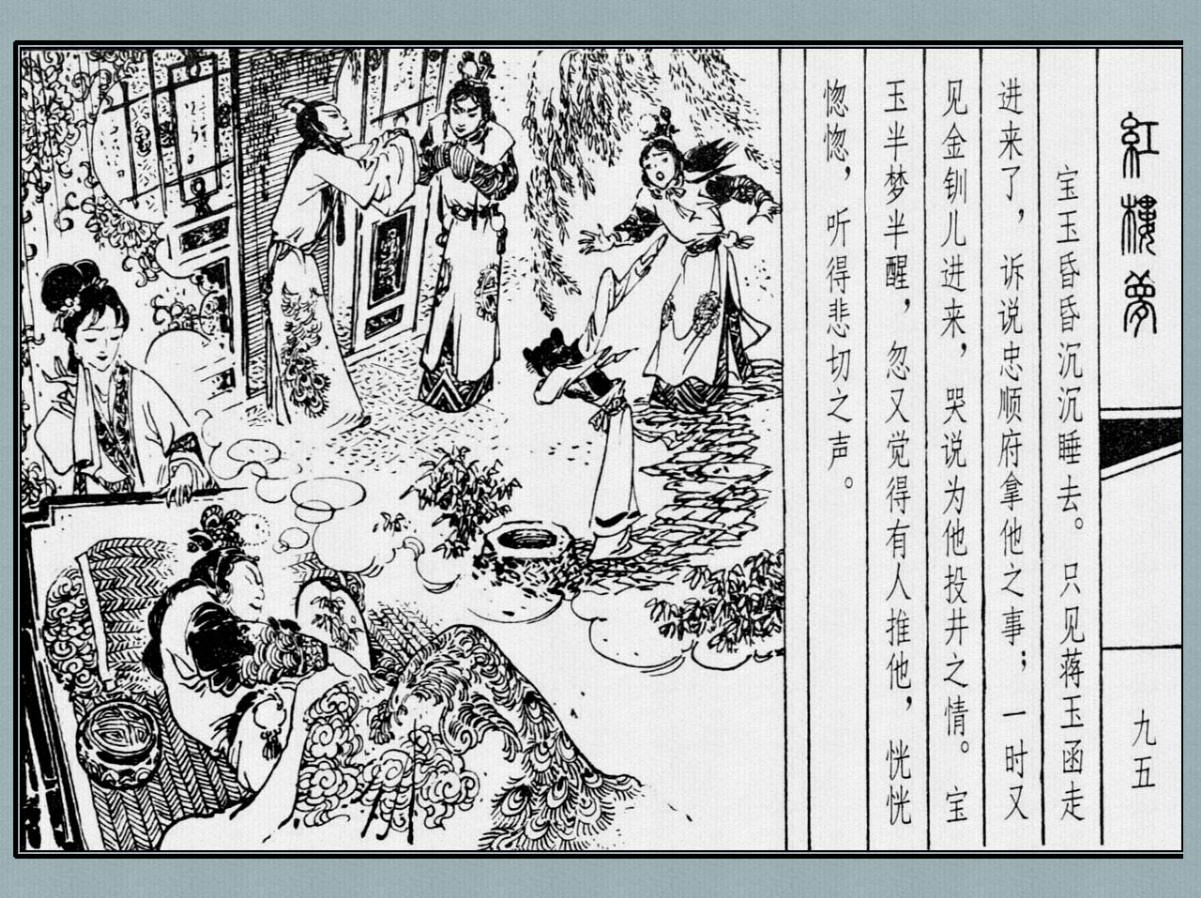 红楼梦
九五
宝玉昏昏沉沉睡去。只见蒋玉函走
进来了，诉说忠顺府拿他之事；一时又
见金钏儿进来，哭说为他投井之情。宝
玉半梦半醒，忽又觉得有人推他，恍恍
惚惚，听得悲切之声。